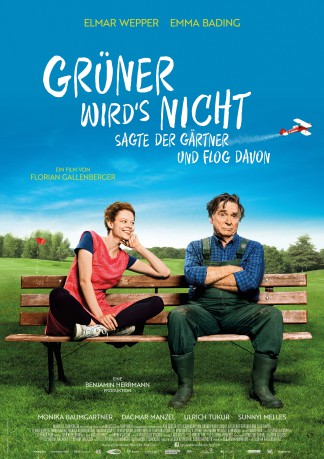 ELMAR WEPPER EMMA BADING
GRÜNER
WIRD'S NICHT
SAGTE DER GÄRTNER
UND FLOG DAVON
EIN FILM VON
FLORIAN GALLENBERGER
EINE
BENJAMIN HERRMANN
PRODUKTION
MONIKA BAUMGARTNER DAGMAR MANZEL ULRICH TUKUR SUNNYI MELLES